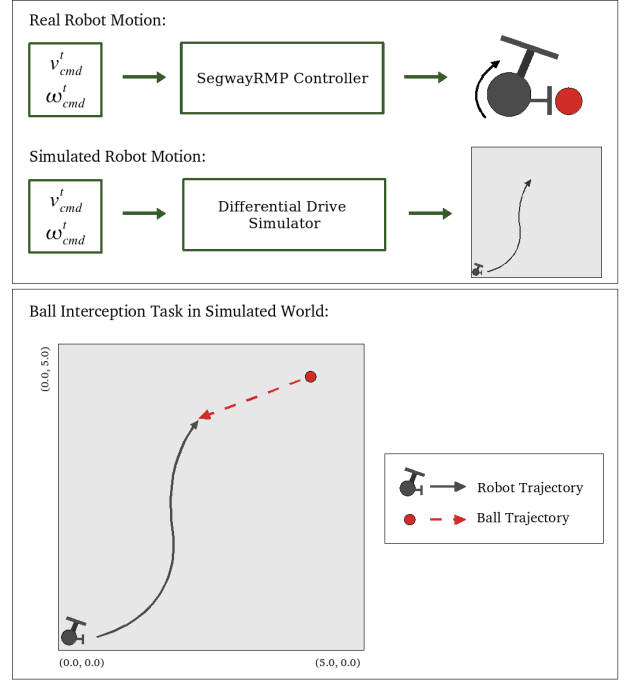 Real Robot Motion:
v^t_cmd
ω^t_cmd
SegwayRMP Controller
Simulated Robot Motion:
v^t_cmd
ω^t_cmd
Differential Drive
Simulator
Ball Interception Task in Simulated World:
(0.0, 5.0)
Robot Trajectory
Ball Trajectory
(0.0, 0.0)
(5.0, 0.0)